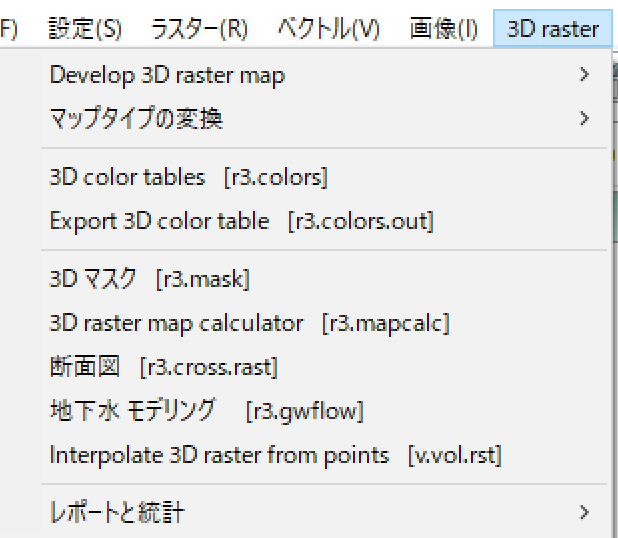 F) 設定(S) ラスター(R) ベクトル(V) 画像(I) 3D raster
Develop 3D raster map >
マップタイプの変換 >
3D color tables [r3.colors]
Export 3D color table [r3.colors.out]
3D マスク [r3.mask]
3D raster map calculator [r3.mapcalc]
断面図 [r3.cross.rast]
地下水 モデリング [r3.gwflow]
Interpolate 3D raster from points [v.vol.rst]
レポートと統計 >